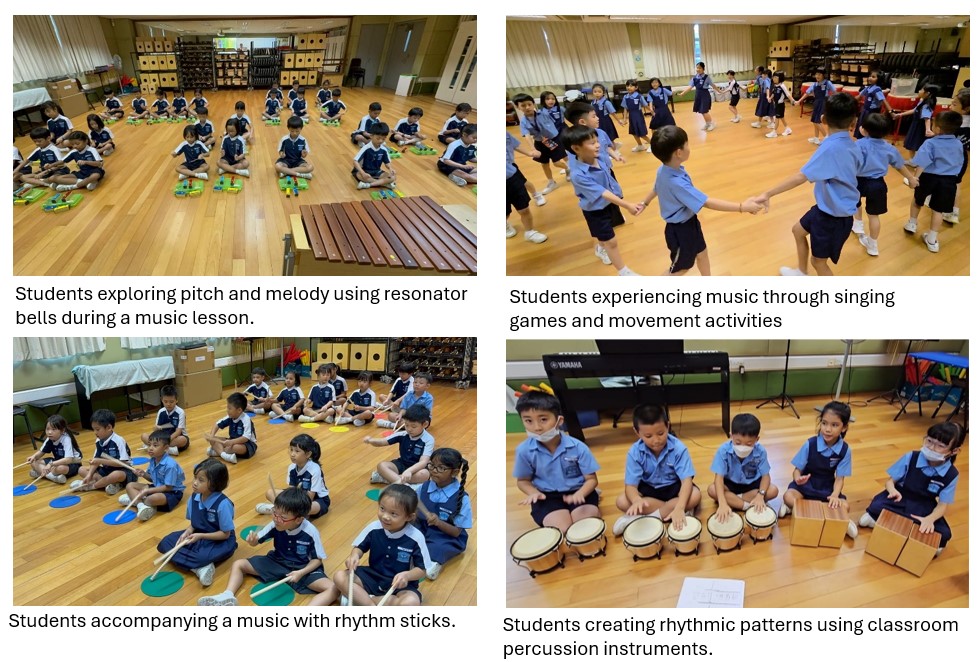 Students exploring pitch and melody using resonator
bells during a music lesson.
Students experiencing music through singing
games and movement activities
YAMAHA
Students accompanying a music with rhythm sticks.
Students creating rhythmic patterns using classroom
percussion instruments.